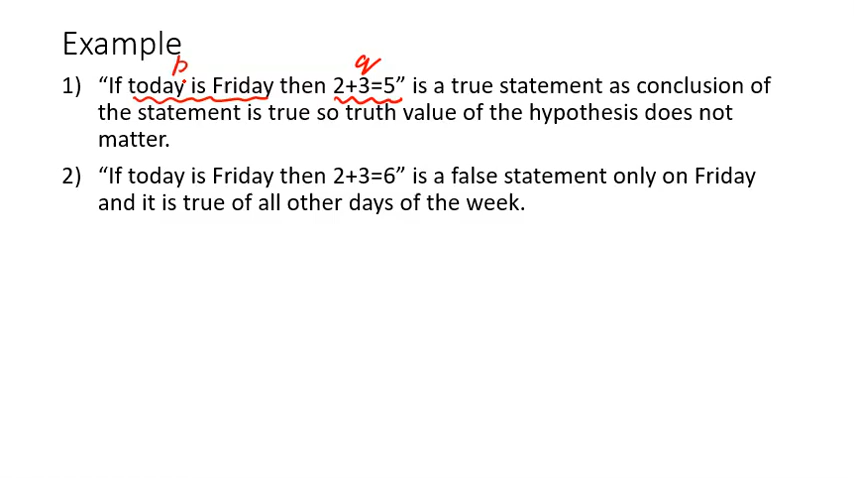 Example
p q
1) “If today is Friday then 2+3=5” is a true statement as conclusion of
the statement is true so truth value of the hypothesis does not
matter.
2) “If today is Friday then 2+3=6” is a false statement only on Friday
and it is true of all other days of the week.